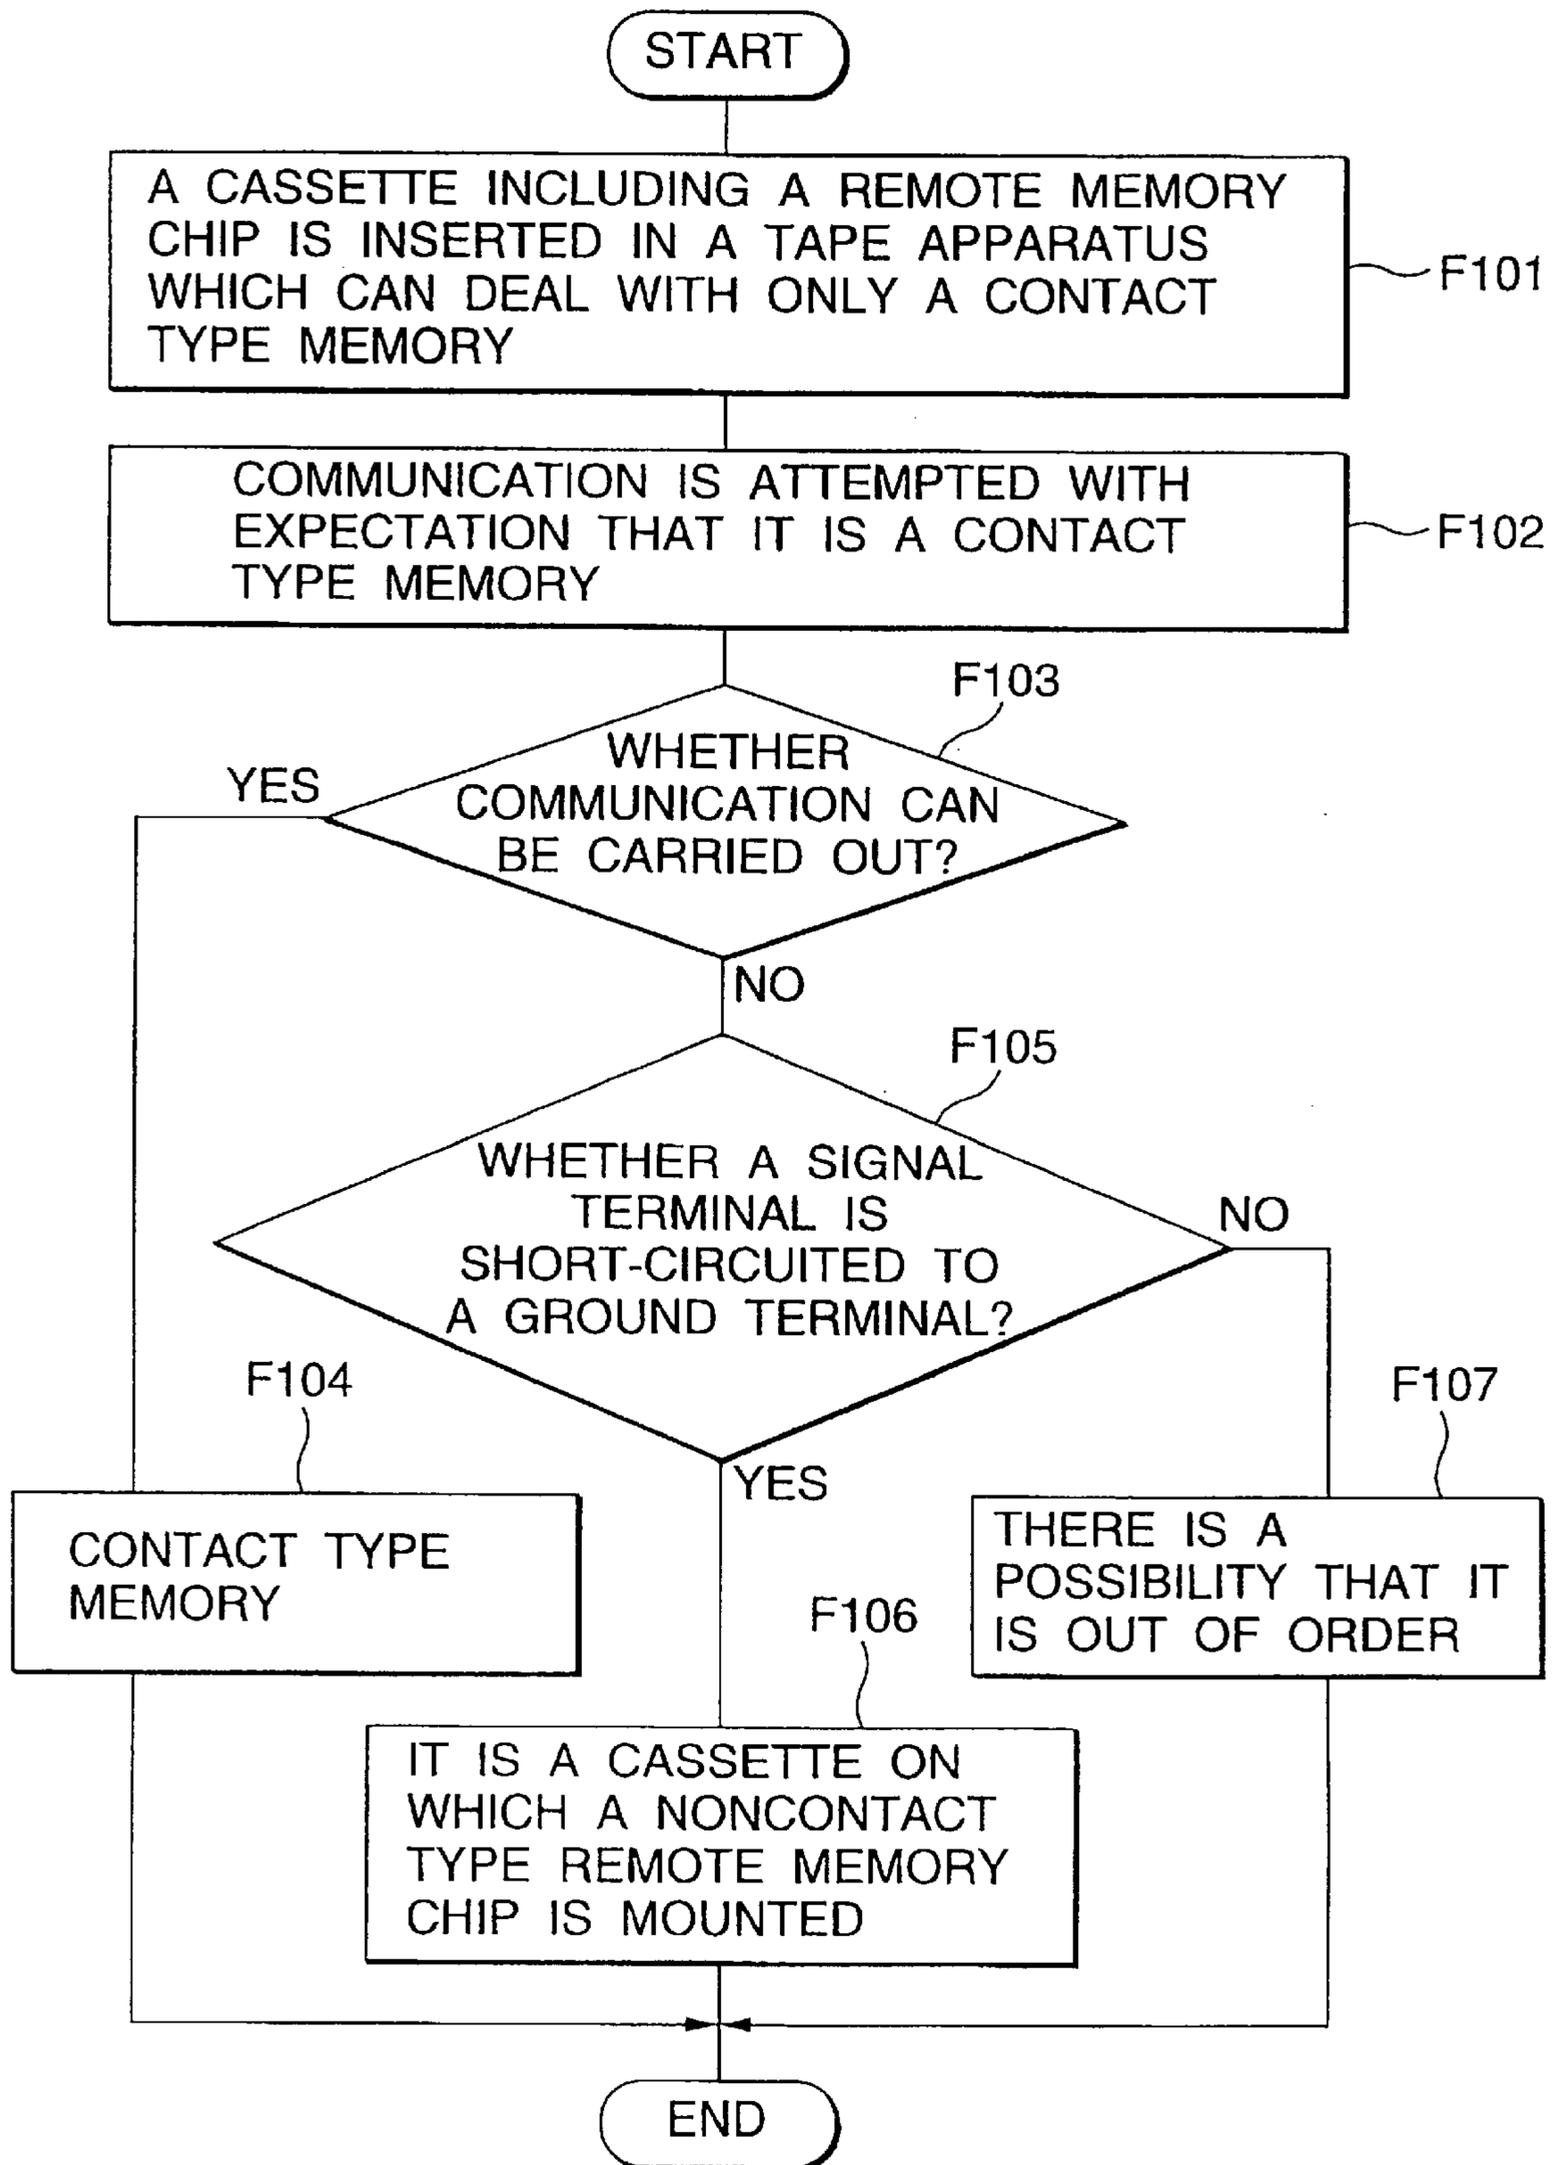 START
A CASSETTE INCLUDING A REMOTE MEMORY
CHIP IS INSERTED IN A TAPE APPARATUS
WHICH CAN DEAL WITH ONLY A CONTACT
TYPE MEMORY
F101
COMMUNICATION IS ATTEMPTED WITH
EXPECTATION THAT IT IS A CONTACT
TYPE MEMORY
F102
F103
WHETHER
COMMUNICATION CAN
BE CARRIED OUT?
YES
NO
F105
WHETHER A SIGNAL
TERMINAL IS
SHORT-CIRCUITED TO
A GROUND TERMINAL?
NO
YES
F104
CONTACT TYPE
MEMORY
F107
THERE IS A
POSSIBILITY THAT IT
IS OUT OF ORDER
F106
IT IS A CASSETTE ON
WHICH A NONCONTACT
TYPE REMOTE MEMORY
CHIP IS MOUNTED
END